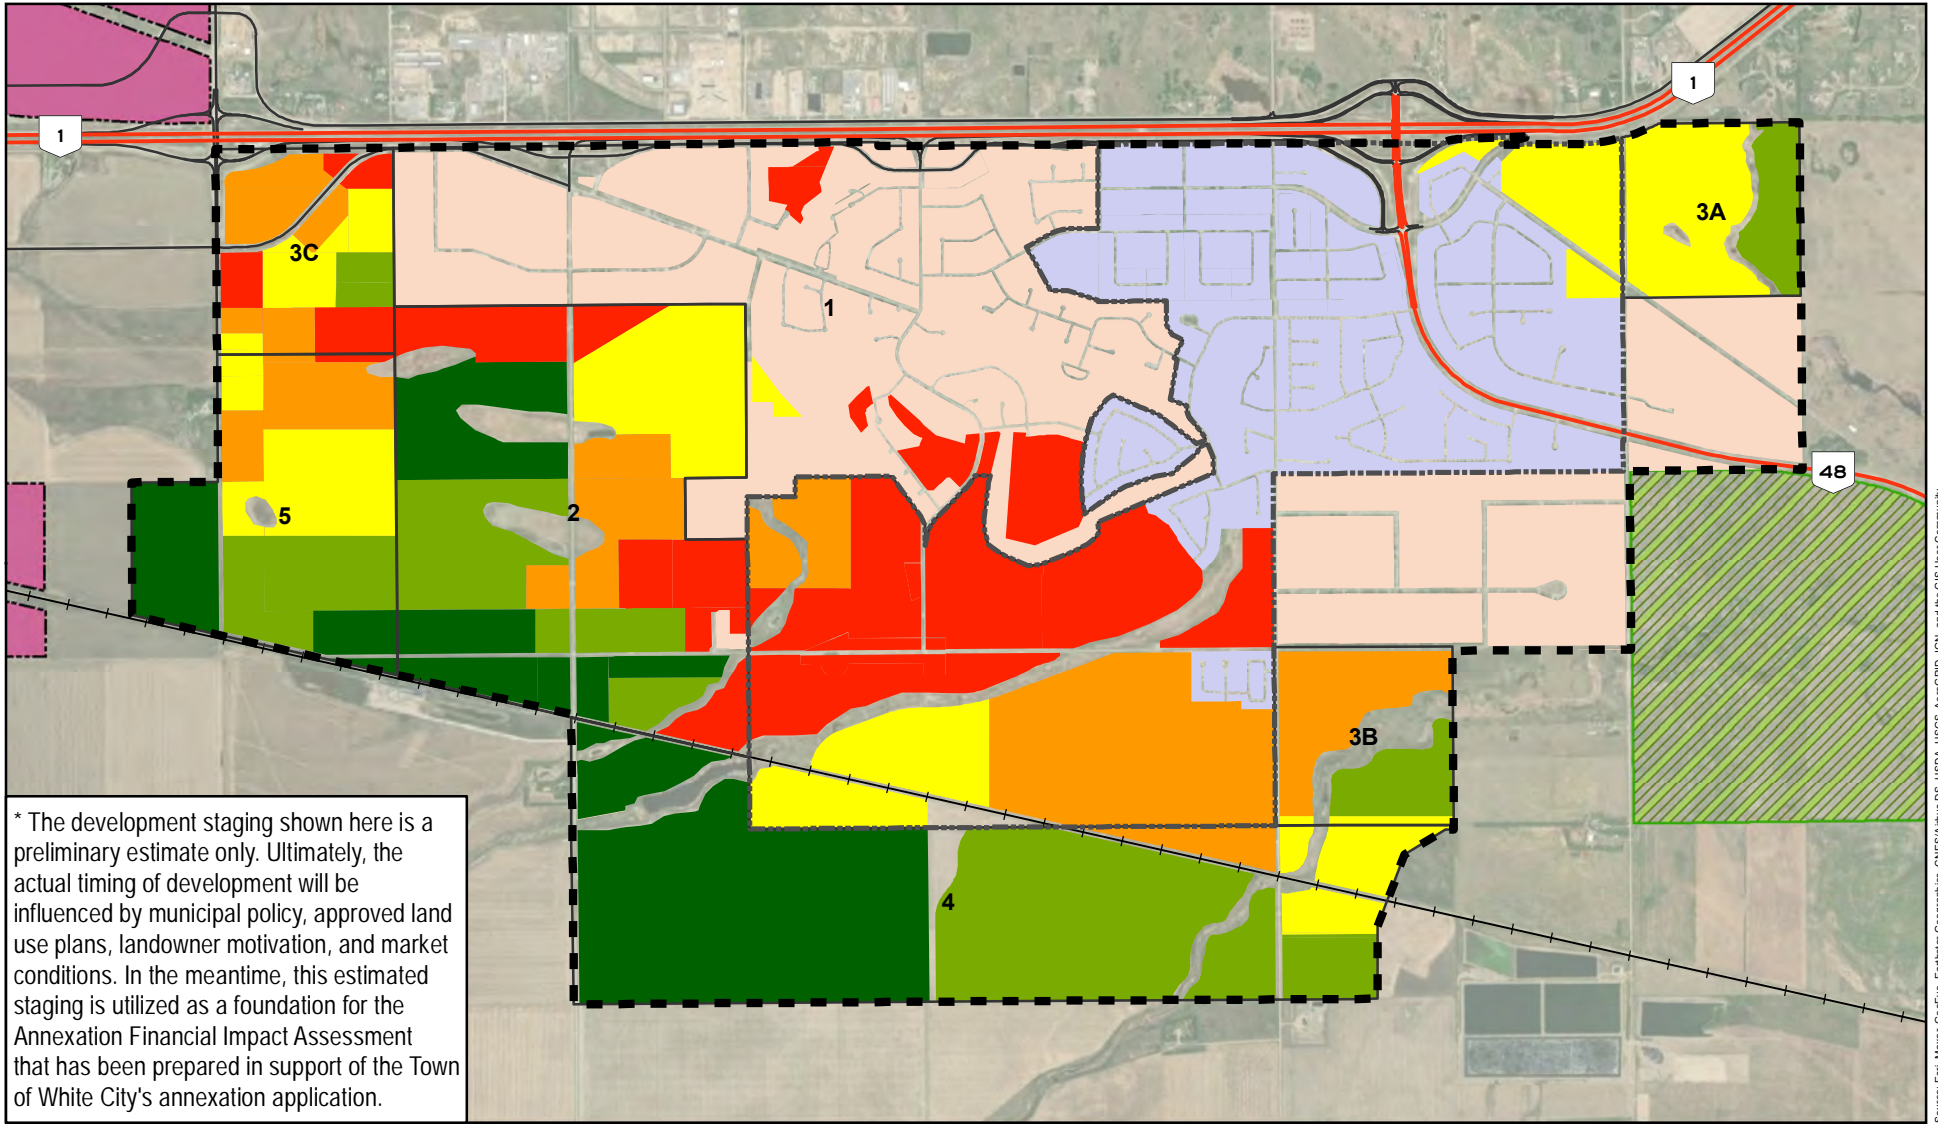 1
1
3A
3C
1
48
5
2
3B
4
* The development staging shown here is a
preliminary estimate only. Ultimately, the
actual timing of development will be
influenced by municipal policy, approved land
use plans, landowner motivation, and market
conditions. In the meantime, this estimated
staging is utilized as a foundation for the
Annexation Financial Impact Assessment
that has been prepared in support of the Town
of White City's annexation application.